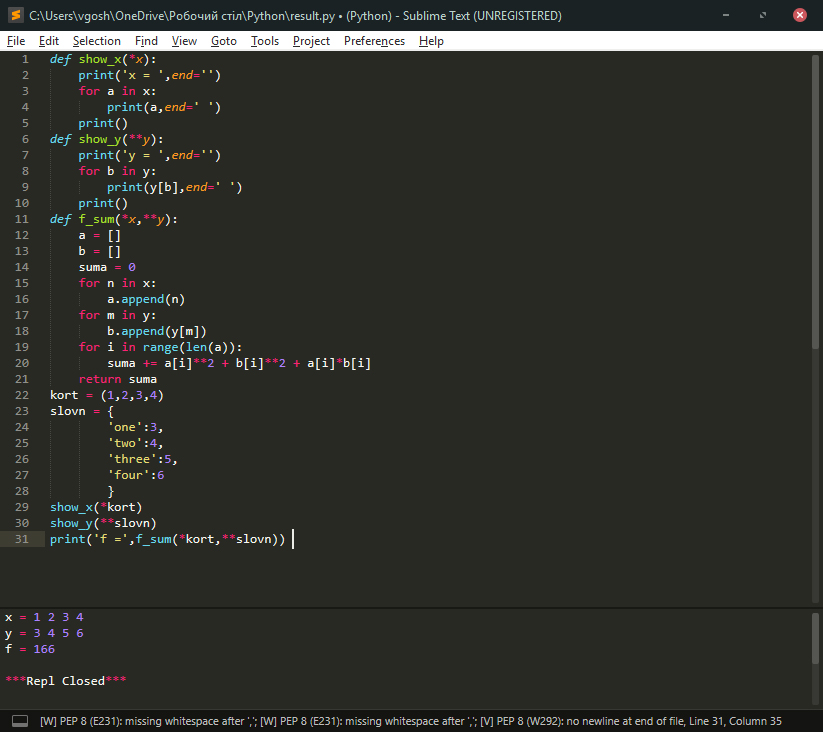 C:\Users\vgosh\OneDrive\Робочий стіл\Python\result.py • (Python) - Sublime Text (UNREGISTERED)
File Edit Selection Find View Goto Tools Project Preferences Help
1 def show_x(*x):
2     print('x = ',end='')
3     for a in x:
4         print(a,end=' ')
5     print()
6 def show_y(**y):
7     print('y = ',end='')
8     for b in y:
9         print(y[b],end=' ')
10     print()
11 def f_sum(*x,**y):
12     a = []
13     b = []
14     suma = 0
15     for n in x:
16         a.append(n)
17     for m in y:
18         b.append(y[m])
19     for i in range(len(a)):
20         suma += a[i]**2 + b[i]**2 + a[i]*b[i]
21     return suma
22 kort = (1,2,3,4)
23 slovn = {
24         'one':3,
25         'two':4,
26         'three':5,
27         'four':6
28         }
29 show_x(*kort)
30 show_y(**slovn)
31 print('f =',f_sum(*kort,**slovn))
x = 1 2 3 4
y = 3 4 5 6
f = 166
***Repl Closed***
[W] PEP 8 (E231): missing whitespace after ','; [W] PEP 8 (E231): missing whitespace after ','; [V] PEP 8 (W292): no newline at end of file, Line 31, Column 35